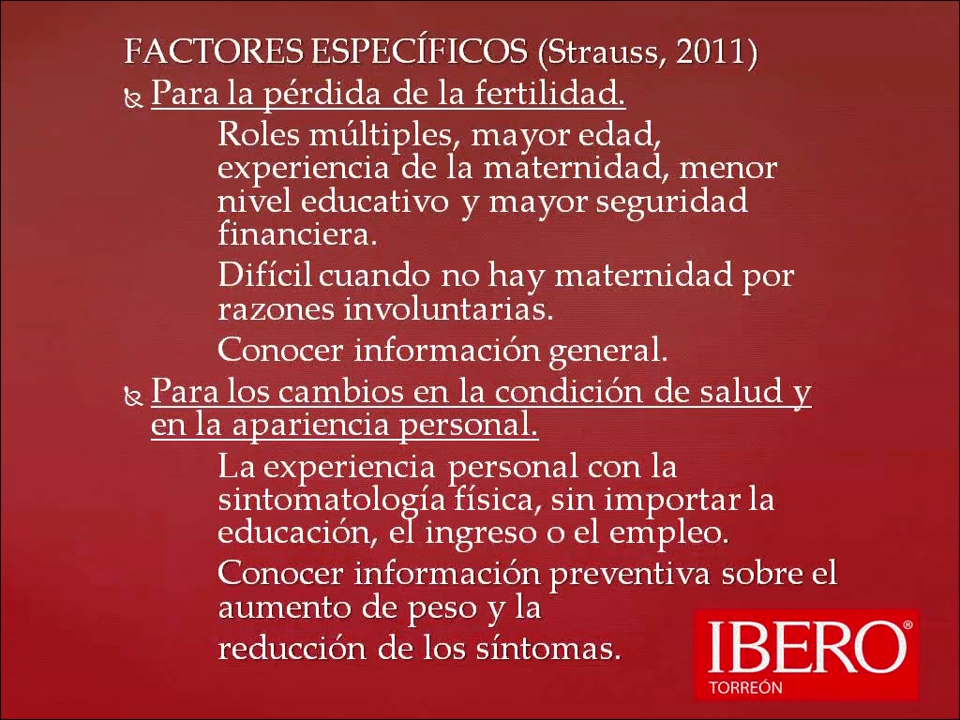 FACTORES ESPECÍFICOS (Strauss, 2011)
Para la pérdida de la fertilidad.
Roles múltiples, mayor edad,
experiencia de la maternidad, menor
nivel educativo y mayor seguridad
financiera.
Difícil cuando no hay maternidad por
razones involuntarias.
Conocer información general.
Para los cambios en la condición de salud y
en la apariencia personal.
La experiencia personal con la
sintomatología física, sin importar la
educación, el ingreso o el empleo.
Conocer información preventiva sobre el
aumento de peso y la
reducción de los síntomas.
IBERO®
TORREÓN